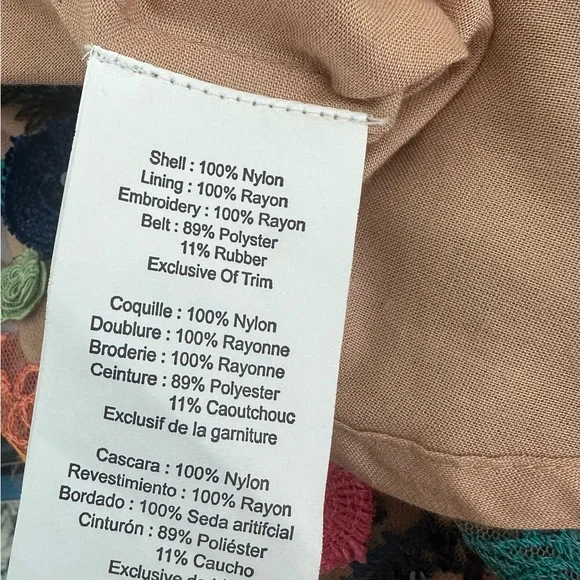 Shell : 100% Nylon
Lining : 100% Rayon
Embroidery : 100% Rayon
Belt : 89% Polyster
11% Rubber
Exclusive Of Trim
Coquille : 100% Nylon
Doublure : 100% Rayonne
Broderie : 100% Rayonne
Ceinture : 89% Polyester
11% Caoutchouc
Exclusif de la garniture
Cascara : 100% Nylon
Revestimiento : 100% Rayon
Bordado : 100% Seda artifcial
Cinturón : 89% Poliéster
11% Caucho